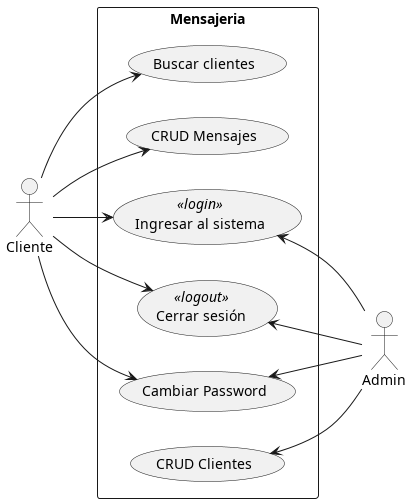 Mensajeria
Buscar clientes
CRUD Mensajes
«login»
Ingresar al sistema
Cliente
«logout»
Cerrar sesión
Admin
Cambiar Password
CRUD Clientes